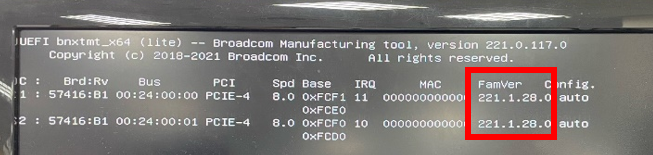 UEFI bnxtmt_x64 (lite) -- Broadcom Manufacturing tool, version 221.0.117.0
Copyright (c) 2018-2021 Broadcom Inc. All rights reserved.
C : Brd:Rv Bus PCI Spd Base IRQ MAC FamVer Config.
1 : 57416:B1 00:24:00:00 PCIE-4 8.0 0xFCF1 11 000000000000 221.1.28.0 auto
0xFCE0
2 : 57416:B1 00:24:00:01 PCIE-4 8.0 0xFCF0 10 000000000000 221.1.28.0 auto
0xFCD0